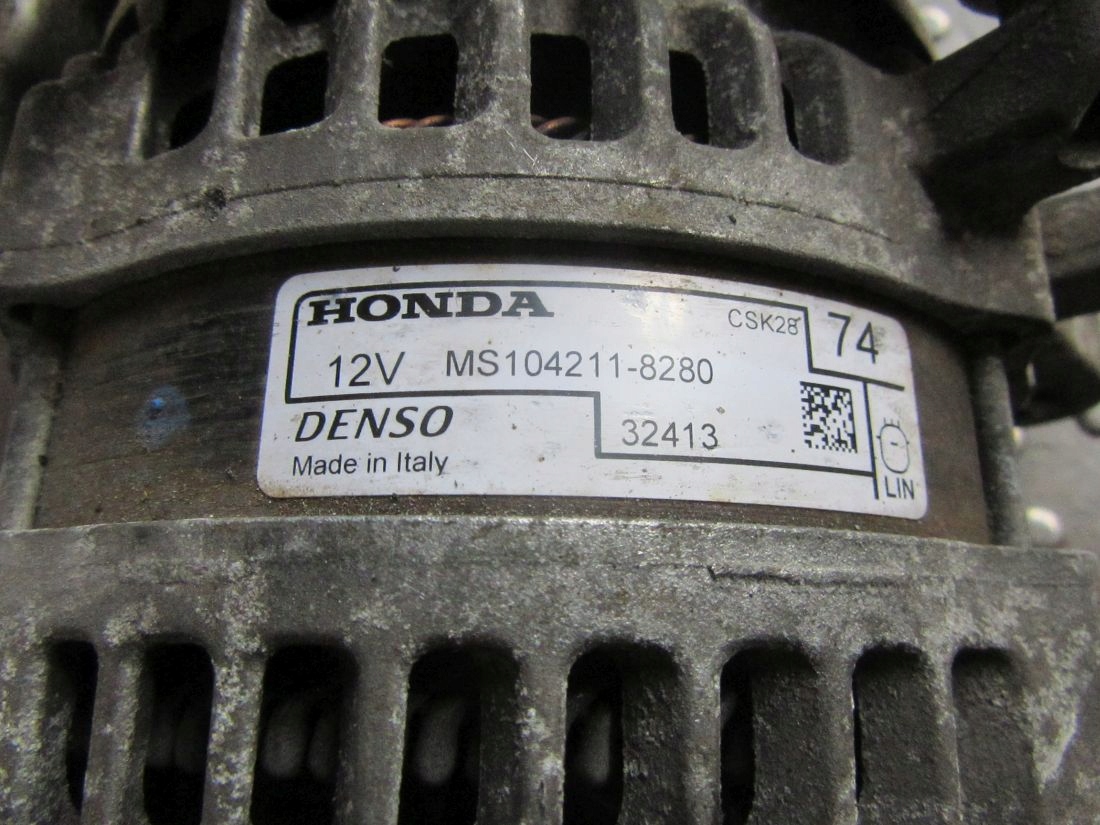 HONDA
CSK28
74
12V MS104211-8280
DENSO
32413
Made in Italy
LIN